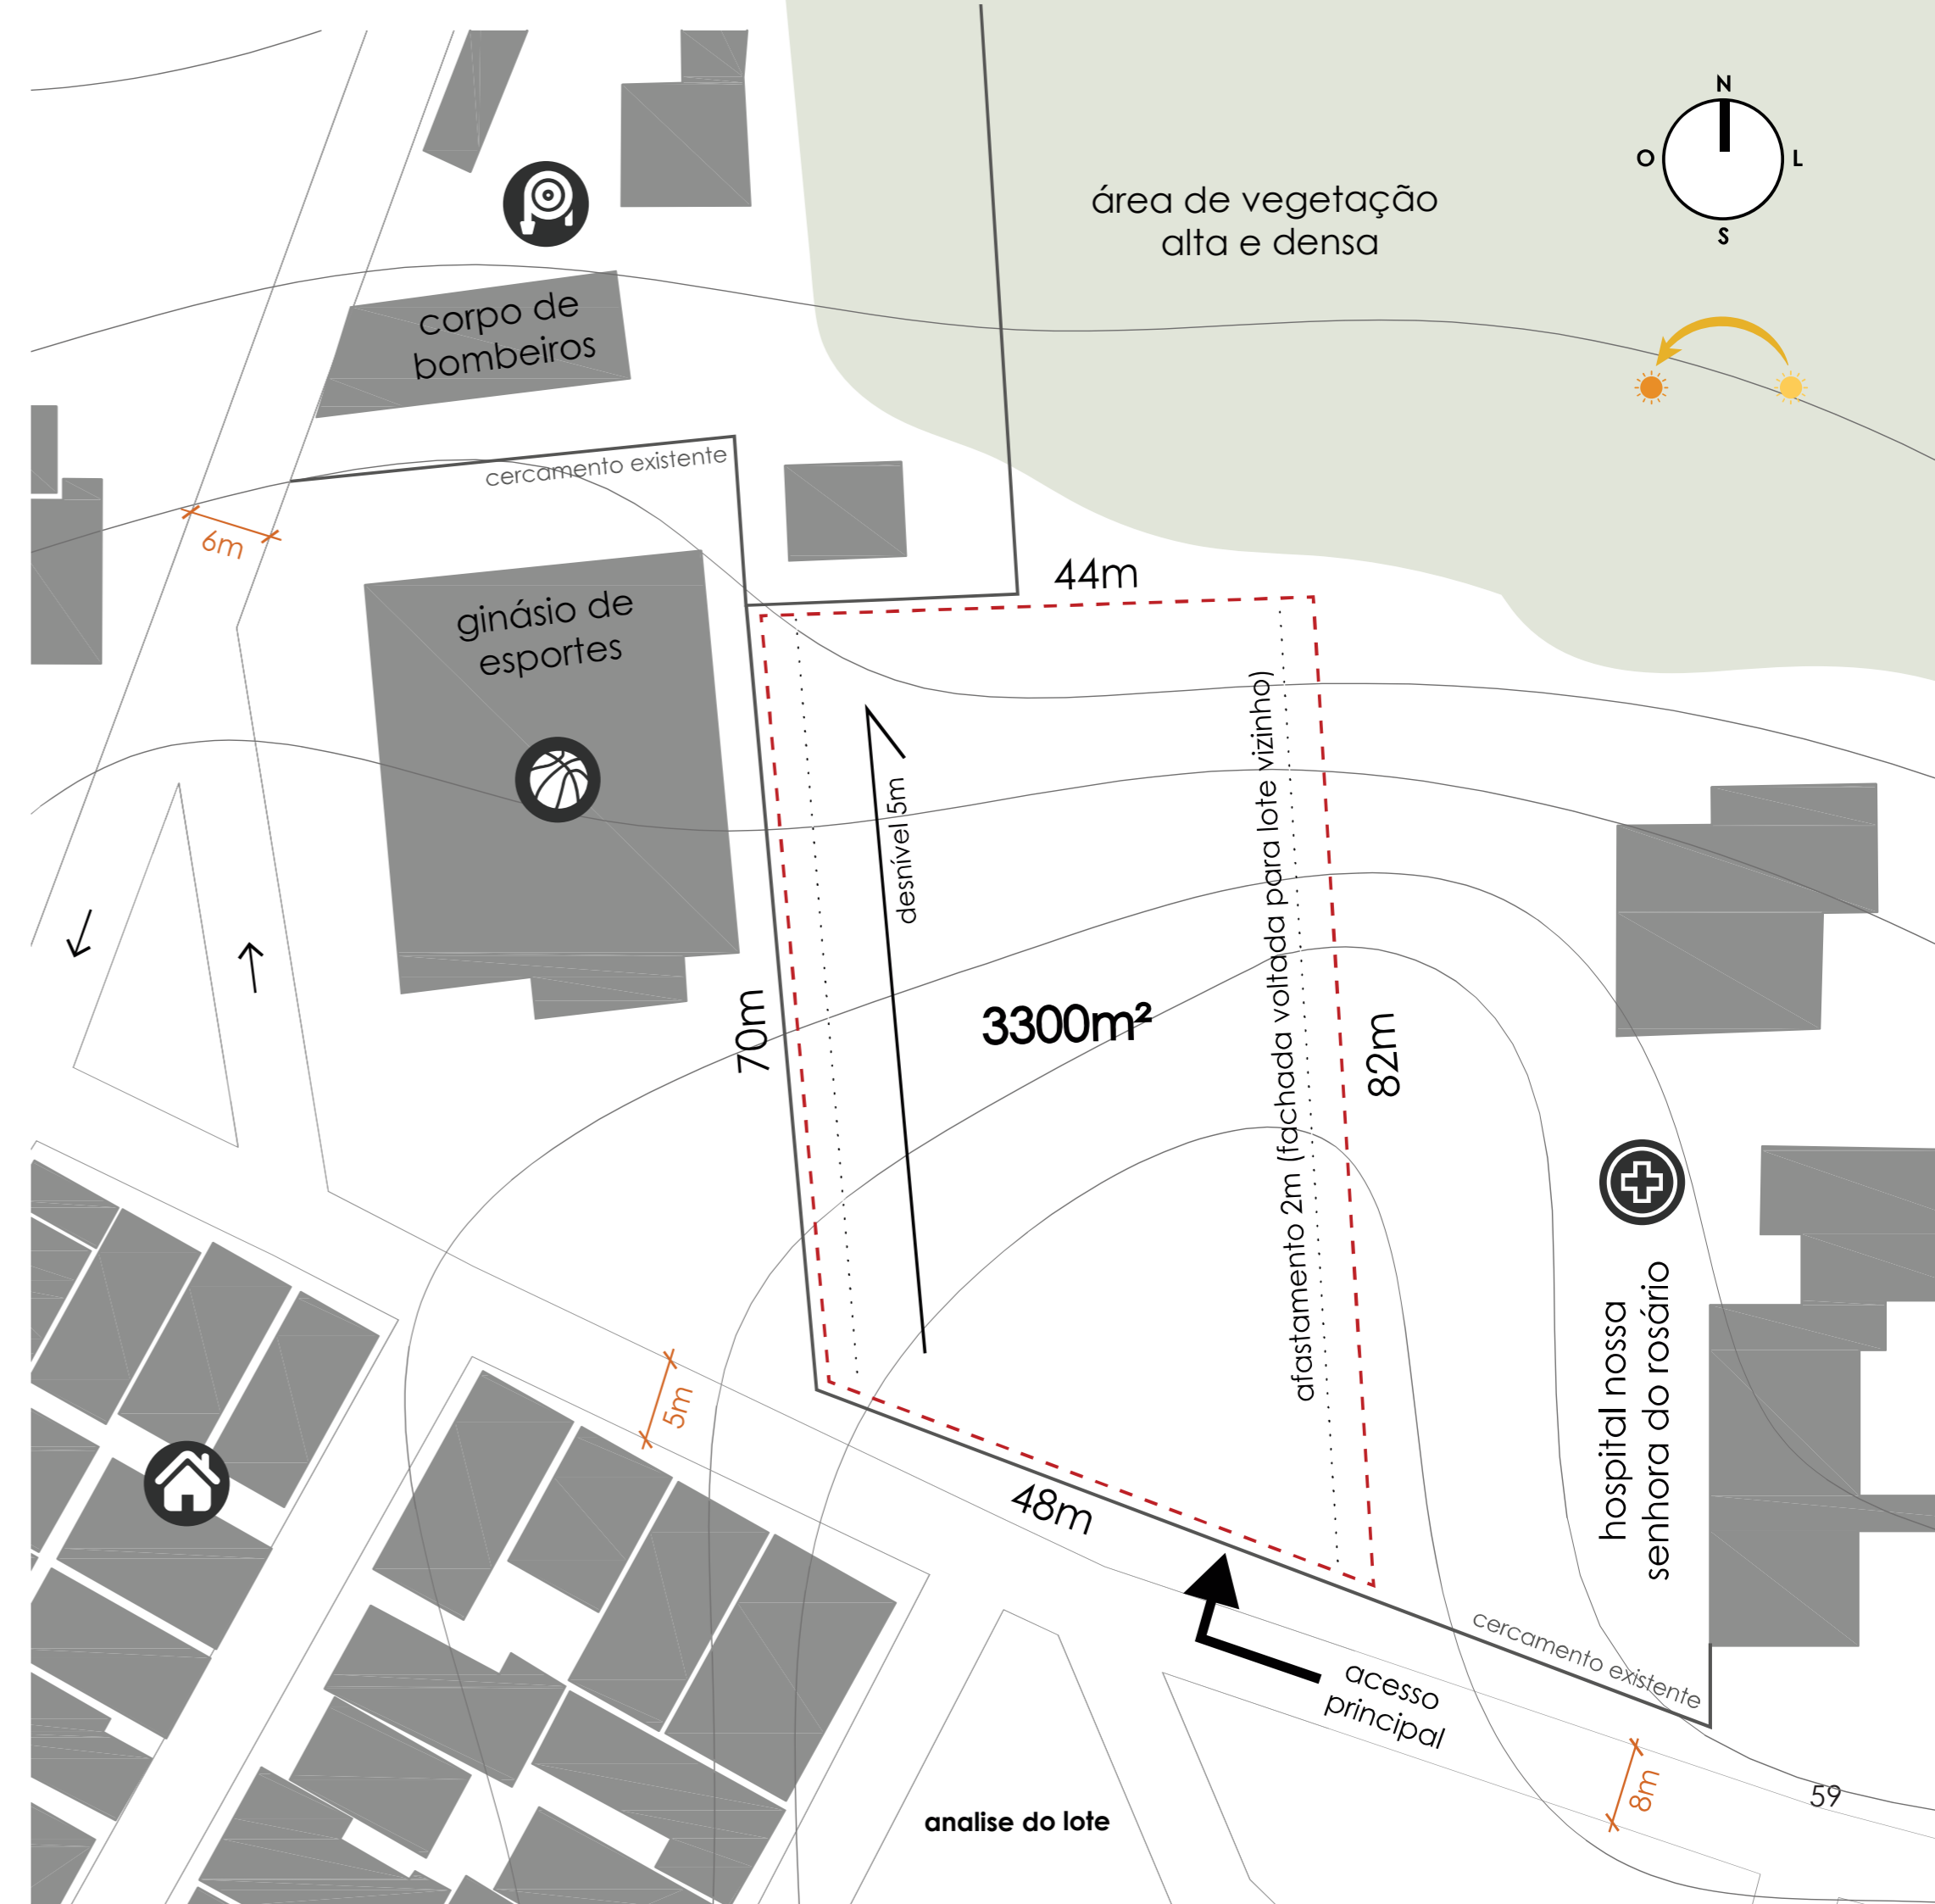 N
O
L
S
área de vegetação
alta e densa
corpo de
bombeiros
cercamento existente
6m
44m
ginásio de
esportes
desnível 5m
afastamento 2m (fachada voltada para lote vizinho)
3300m²
70m
82m
hospital nossa
senhora do rosário
5m
48m
cercamento existente
acesso
principal
8m
59
analise do lote